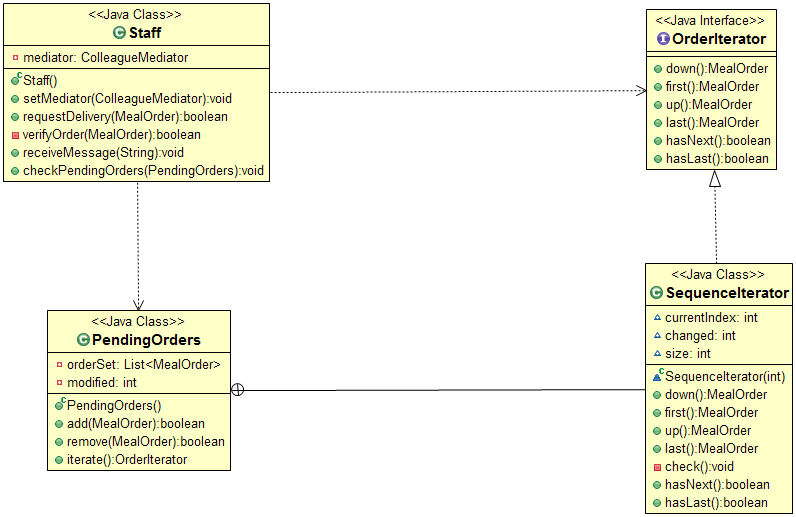 <<Java Class>>
Staff
mediator: ColleagueMediator
Staff()
setMediator(ColleagueMediator):void
requestDelivery(MealOrder):boolean
verifyOrder(MealOrder):boolean
receiveMessage(String):void
checkPendingOrders(PendingOrders):void
<<Java Interface>>
OrderIterator
down():MealOrder
first():MealOrder
up():MealOrder
last():MealOrder
hasNext():boolean
hasLast():boolean
<<Java Class>>
PendingOrders
orderSet: List<MealOrder>
modified: int
PendingOrders()
add(MealOrder):boolean
remove(MealOrder):boolean
iterate():OrderIterator
<<Java Class>>
SequenceIterator
currentIndex: int
changed: int
size: int
SequenceIterator(int)
down():MealOrder
first():MealOrder
up():MealOrder
last():MealOrder
check():void
hasNext():boolean
hasLast():boolean